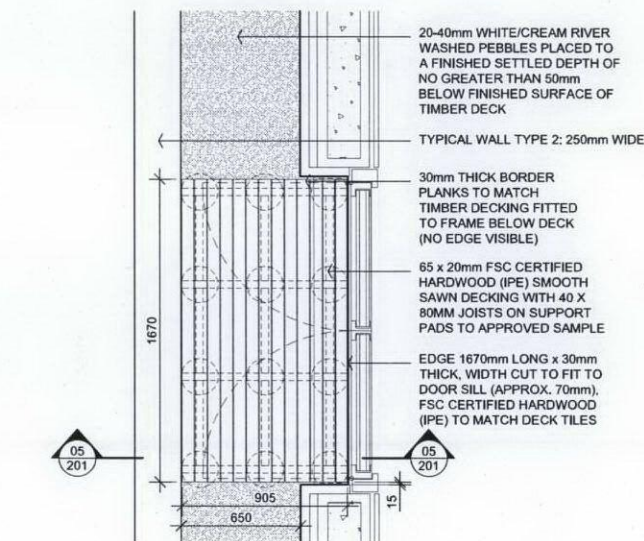 20-40mm WHITE/CREAM RIVER
WASHED PEBBLES PLACED TO
A FINISHED SETTLED DEPTH OF
NO GREATER THAN 50mm
BELOW FINISHED SURFACE OF
TIMBER DECK
TYPICAL WALL TYPE 2: 250mm WIDE
30mm THICK BORDER
PLANKS TO MATCH
TIMBER DECKING FITTED
TO FRAME BELOW DECK
(NO EDGE VISIBLE)
65 x 20mm FSC CERTIFIED
HARDWOOD (IPE) SMOOTH
SAWN DECKING WITH 40 X
80MM JOISTS ON SUPPORT
PADS TO APPROVED SAMPLE
EDGE 1670mm LONG x 30mm
THICK, WIDTH CUT TO FIT TO
DOOR SILL (APPROX. 70mm),
FSC CERTIFIED HARDWOOD
(IPE) TO MATCH DECK TILES
1670
05
201
05
201
905
650
15